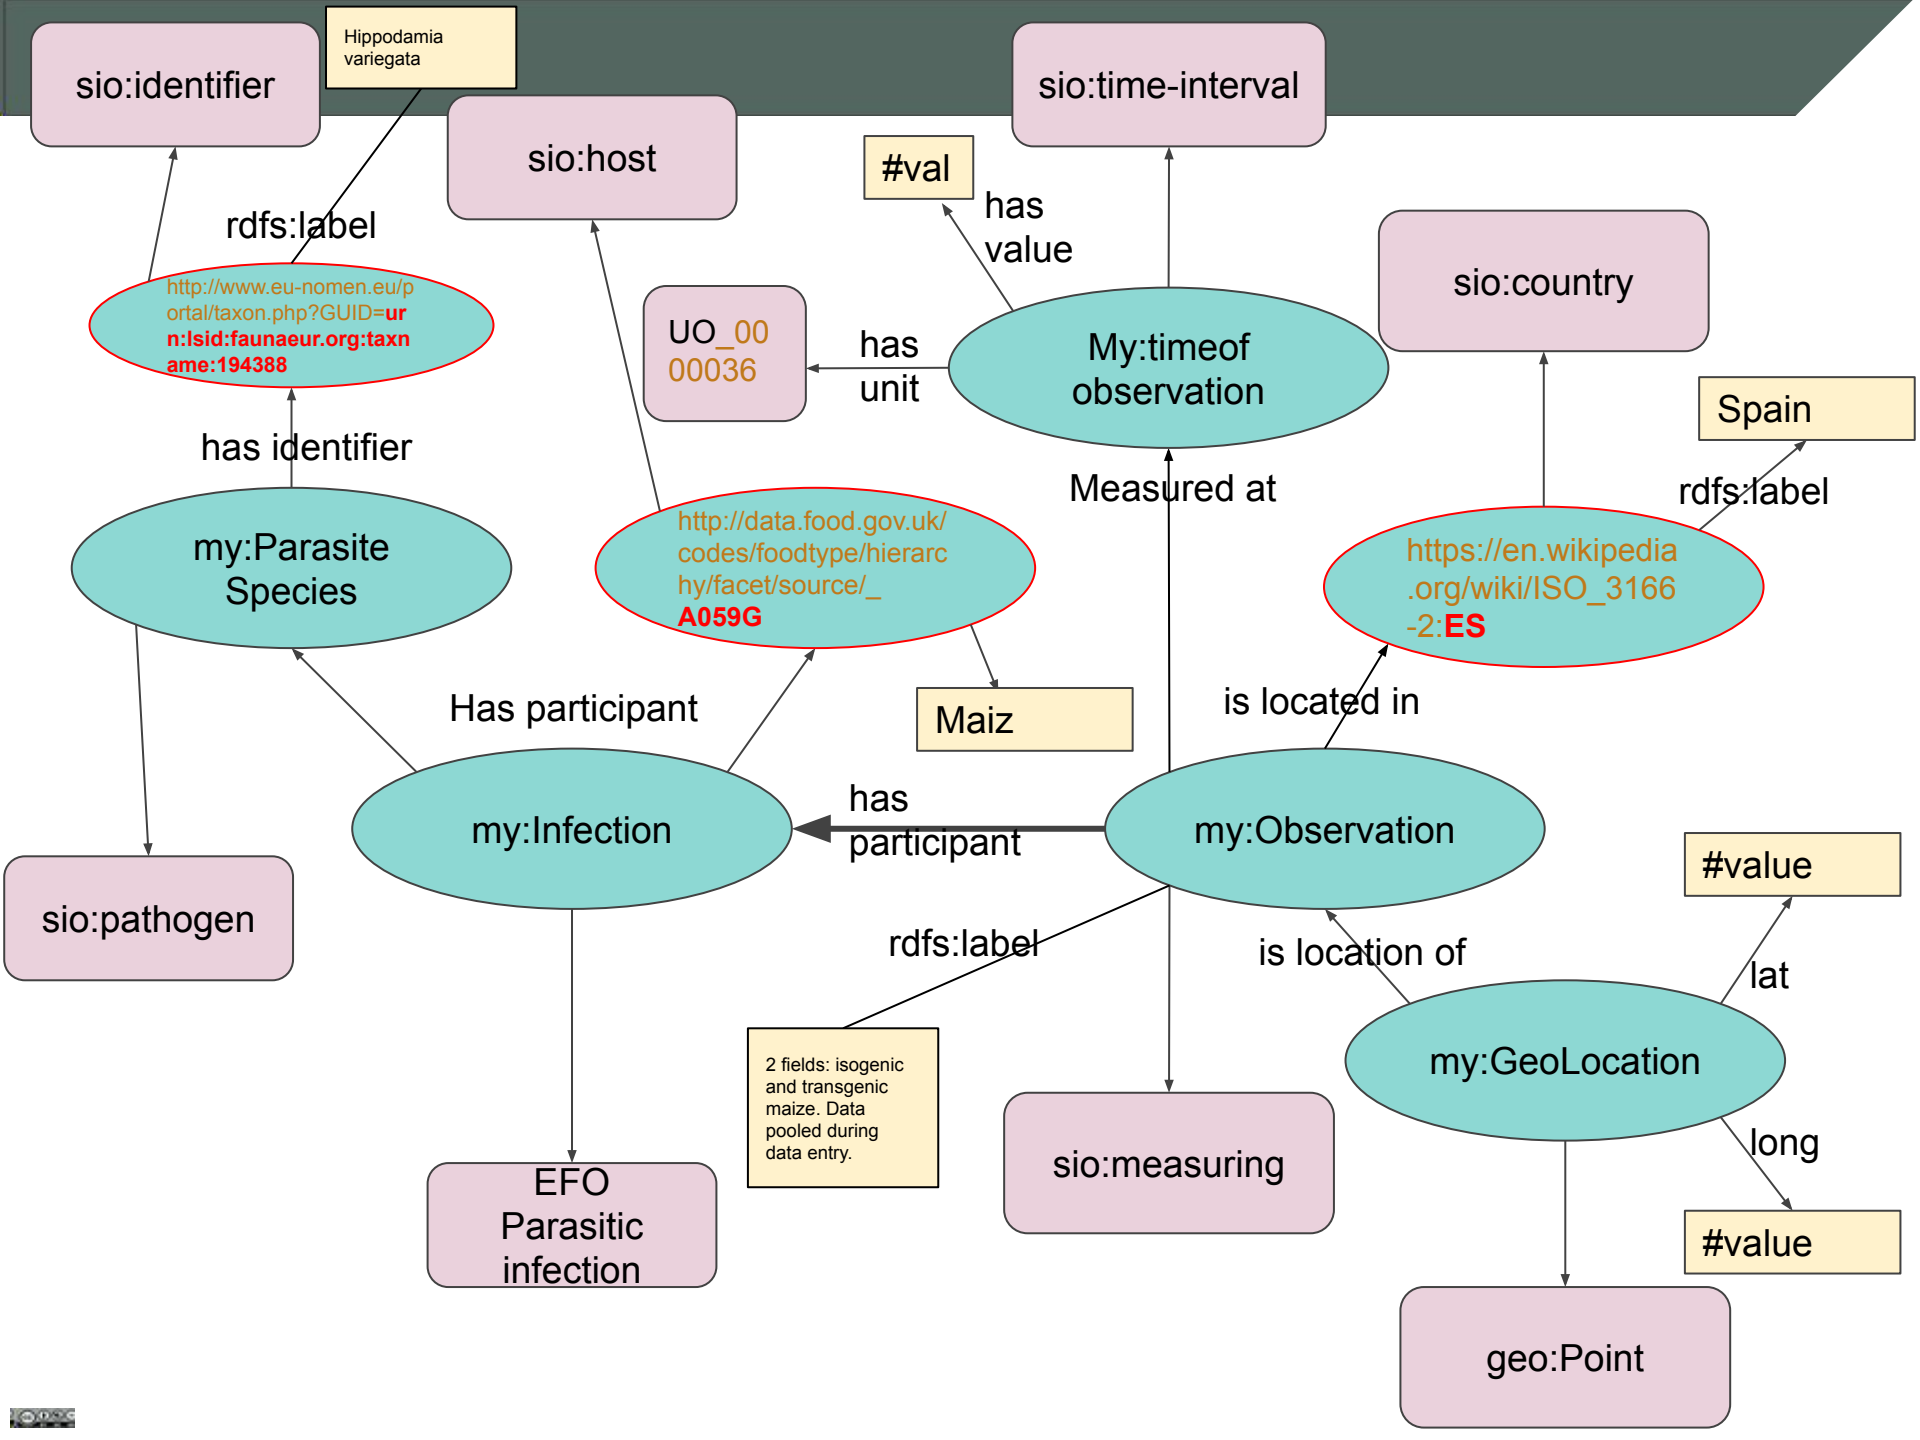 Hippodamia
variegata
sio:identifier
sio:time-interval
sio:host
#val
has
value
rdfs:label
sio:country
http://www.eu-nomen.eu/p
ortal/taxon.php?GUID=ur
n:lsid:faunaeur.org:taxn
ame:194388
UO_00
00036
has
unit
My:timeof
observation
Spain
has identifier
Measured at
rdfs:label
http://data.food.gov.uk/
codes/foodtype/hierarc
hy/facet/source/_
A059G
my:Parasite
Species
https://en.wikipedia
.org/wiki/ISO_3166
-2:ES
Has participant
Maiz
is located in
my:Infection
has
participant
my:Observation
#value
sio:pathogen
rdfs:label
is location of
lat
2 fields: isogenic
and transgenic
maize. Data
pooled during
data entry.
my:GeoLocation
sio:measuring
long
EFO
Parasitic
infection
#value
geo:Point